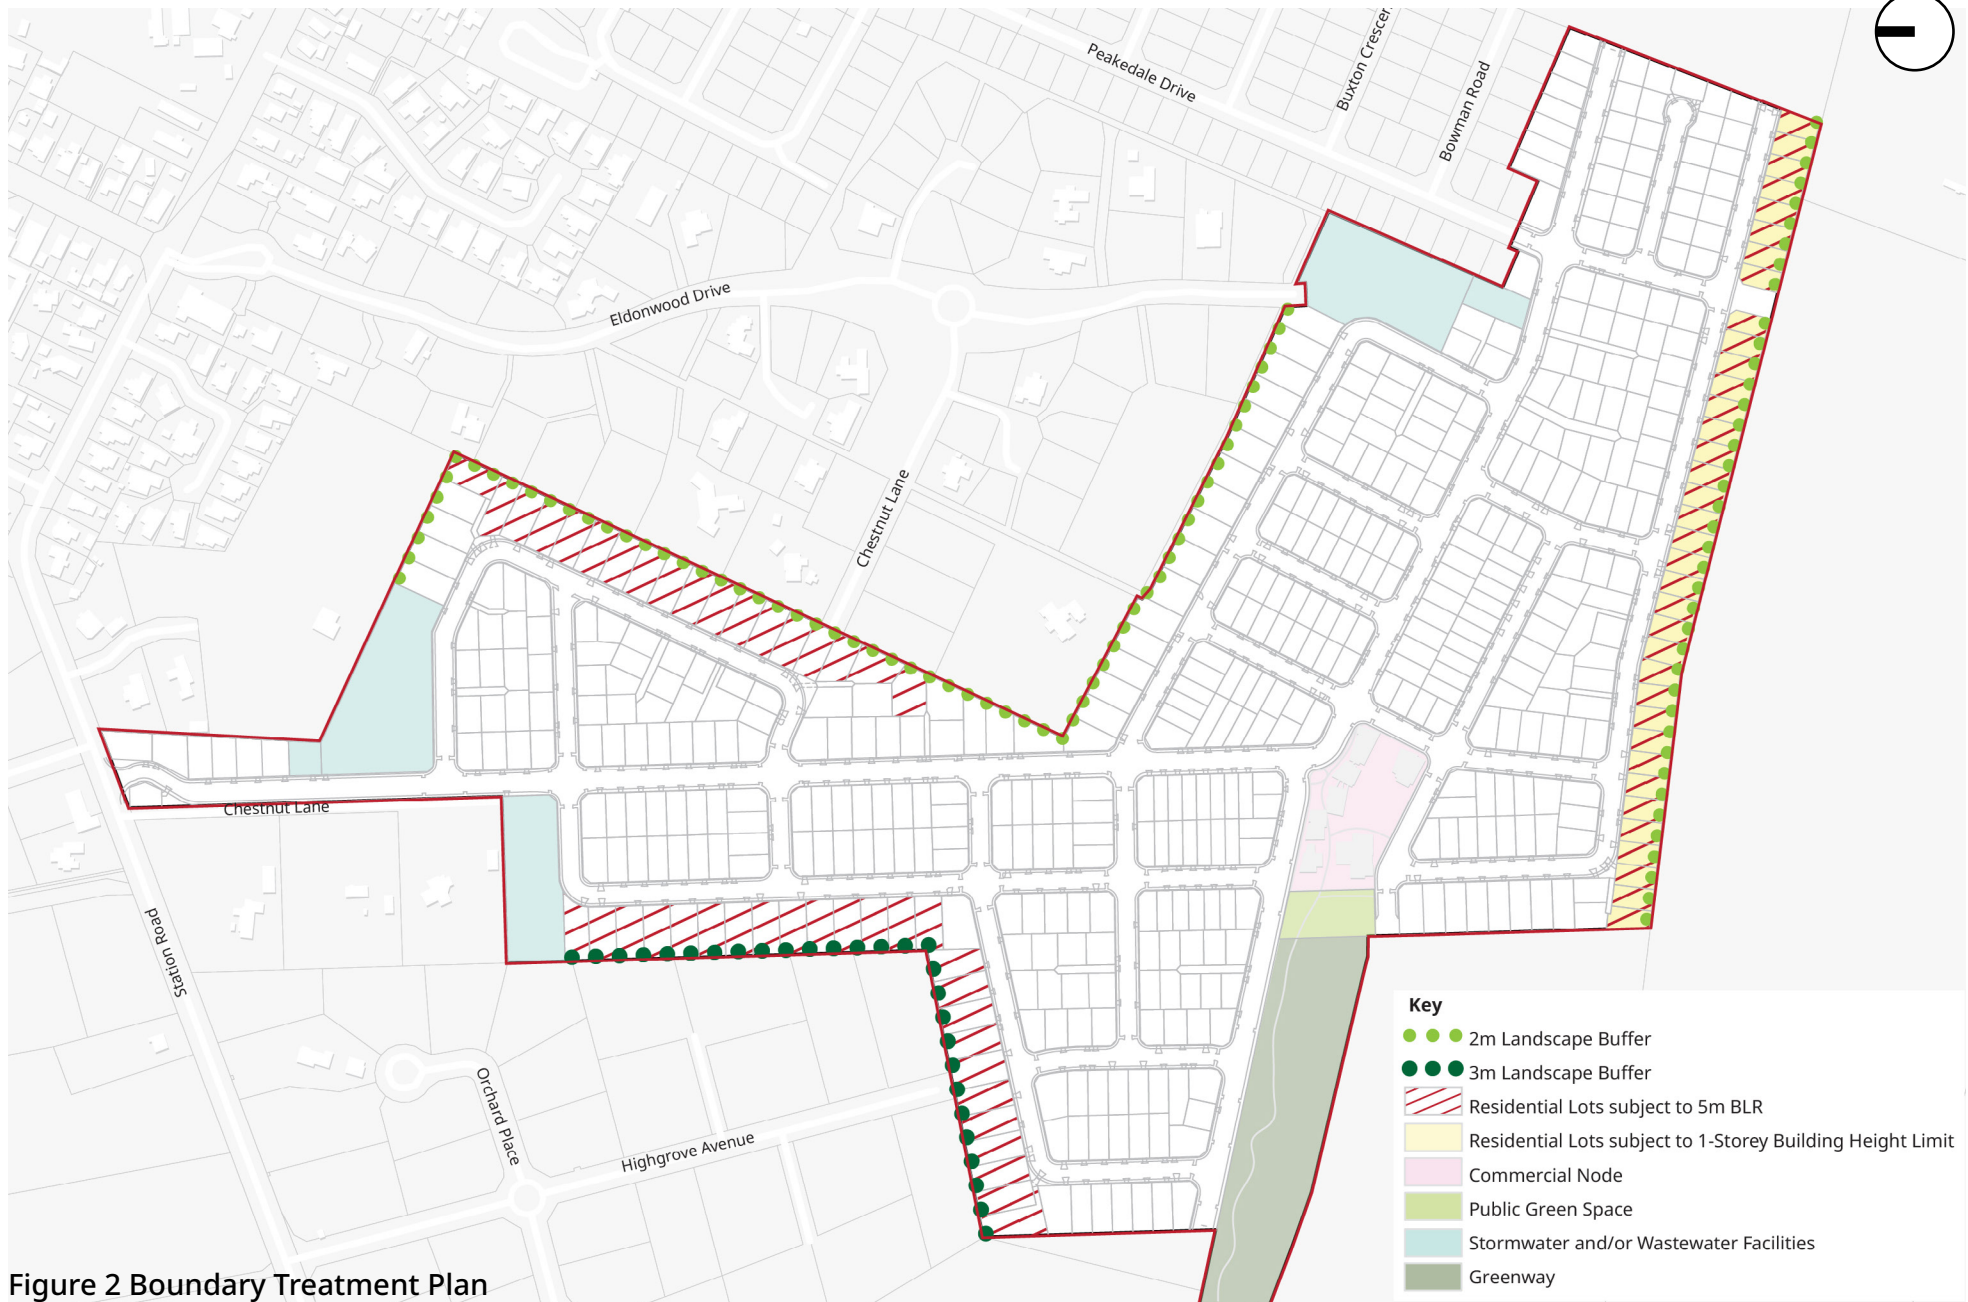 Peakedale Drive
Buxton Crescen
Bowman Road
Eldonwood Drive
Chestnut Lane
Chestnut Lane
Station Road
Orchard Place
Highgrove Avenue
Key
2m Landscape Buffer
3m Landscape Buffer
Residential Lots subject to 5m BLR
Residential Lots subject to 1-Storey Building Height Limit
Commercial Node
Public Green Space
Stormwater and/or Wastewater Facilities
Greenway
Figure 2 Boundary Treatment Plan